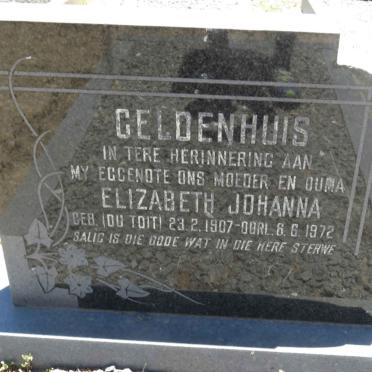 GELDENHUIS
IN TERE HERINNERING AAN
MY EGGENOTE ONS MOEDER EN OUMA
ELIZABETH JOHANNA
GEB. (DU TOIT) 23.2.1907-OORL. 8.6.1972
SALIG IS DIE DODE WAT IN DIE HERE STERWE